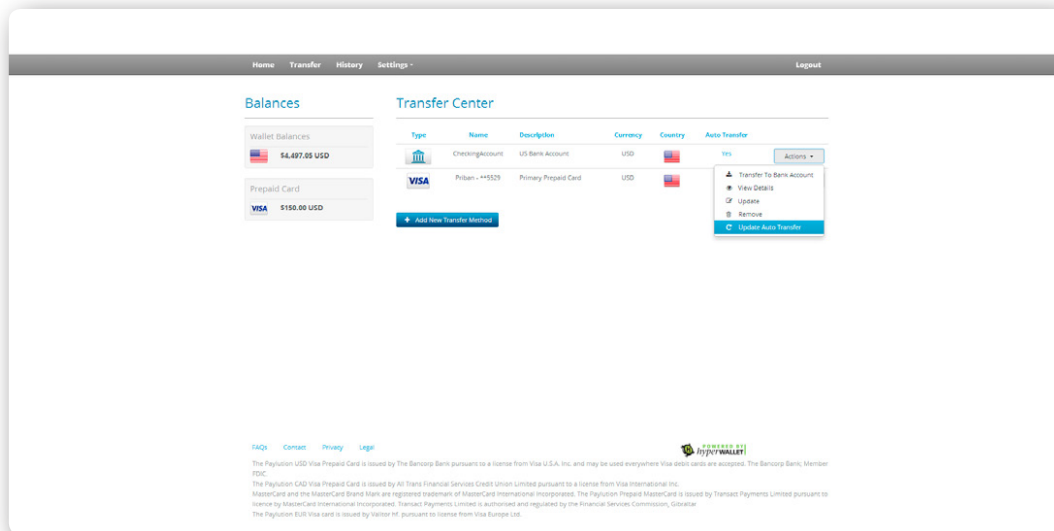 Home Transfer History Settings
Logout
Balances
Wallet Balances
$4,497.05 USD
Prepaid Card
VISA $150.00 USD
Transfer Center
Type Name Description Currency Country Auto Transfer
CheckingAccount US Bank Account USD Yes Actions
VISA Priban - **5529 Primary Prepaid Card USD
Transfer To Bank Account
View Details
Update
Remove
Update Auto Transfer
+ Add New Transfer Method
FAQs Contact Privacy Legal
POWERED BY
hyperWALLET
The Paylution USD Visa Prepaid Card is issued by The Bancorp Bank pursuant to a license from Visa U.S.A. Inc. and may be used everywhere Visa debit cards are accepted. The Bancorp Bank; Member
FDIC.
The Paylution CAD Visa Prepaid Card is issued by All Trans Financial Services Credit Union Limited pursuant to a license from Visa International Inc.
MasterCard and the MasterCard Brand Mark are registered trademark of MasterCard International Incorporated. The Paylution Prepaid MasterCard is issued by Transact Payments Limited pursuant to
licence by MasterCard International Incorporated. Transact Payments Limited is authorised and regulated by the Financial Services Commission, Gibraltar
The Paylution EUR Visa card is issued by Valitor Hf. pursuant to license from Visa Europe Ltd.